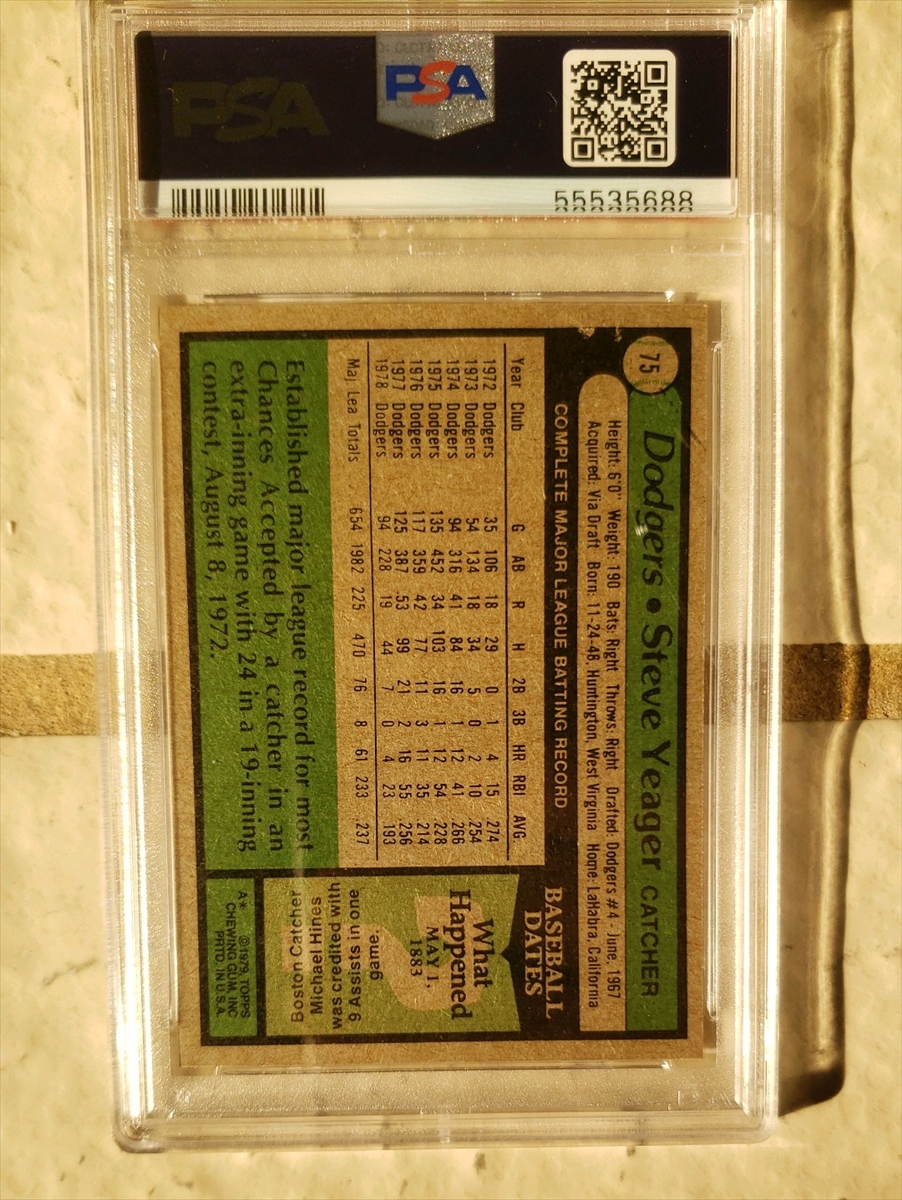 PSA
PSA
55535688
75
Dodgers • Steve Yeager CATCHER
Height: 6'0" Weight: 190 Bats: Right Throws: Right Drafted: Dodgers #4 - June, 1967
Acquired: Via Draft Born: 11-24-48, Huntington, West Virginia Home: LaHabra, California
COMPLETE MAJOR LEAGUE BATTING RECORD
Year Club G AB R H 2B 3B HR RBI AVG.
1972 Dodgers 35 106 18 29 0 1 4 15 .274
1973 Dodgers 54 134 18 34 5 0 2 10 .254
1974 Dodgers 94 316 41 84 16 1 12 41 .266
1975 Dodgers 135 452 34 103 16 1 12 54 .228
1976 Dodgers 117 359 42 77 11 3 11 35 .214
1977 Dodgers 125 387 53 99 21 2 16 55 .256
1978 Dodgers 94 228 19 44 7 0 4 23 .193
Maj. Lea. Totals 654 1982 225 470 76 8 61 233 .237
Established major league record for most
Chances Accepted by a catcher in an
extra-inning game with 24 in a 19-inning
contest, August 8, 1972.
BASEBALL
DATES
What
Happened
MAY 1,
1883
Boston Catcher
Michael Hines
was credited with
9 Assists in one
game.
A* ©1979, TOPPS
CHEWING GUM, INC
PRTD. IN U.S.A.